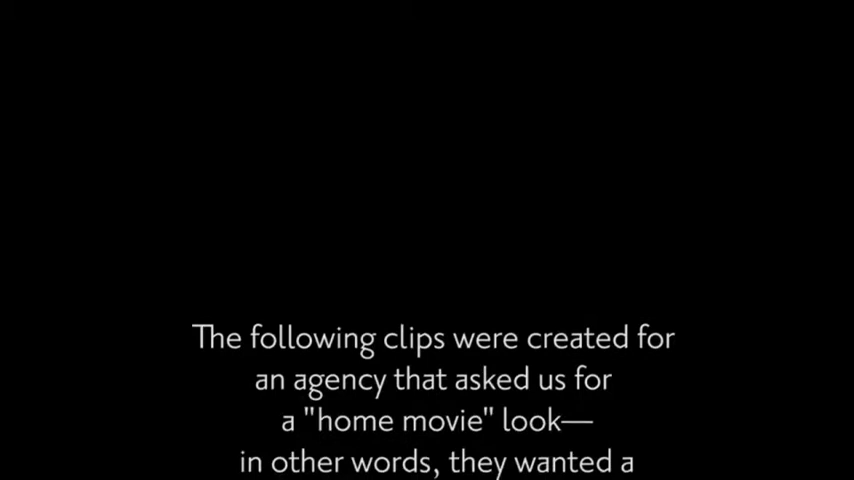 The following clips were created for
an agency that asked us for
a "home movie" look—
in other words, they wanted a